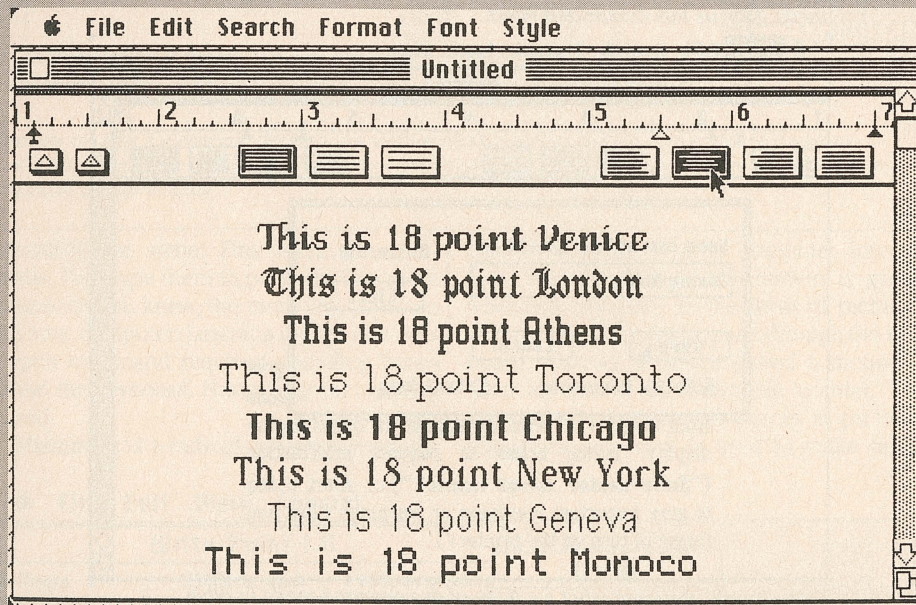 File Edit Search Format Font Style
Untitled
1 2 3 4 5 6 7
This is 18 point Venice
This is 18 point London
This is 18 point Athens
This is 18 point Toronto
This is 18 point Chicago
This is 18 point New York
This is 18 point Geneva
This is 18 point Monoco